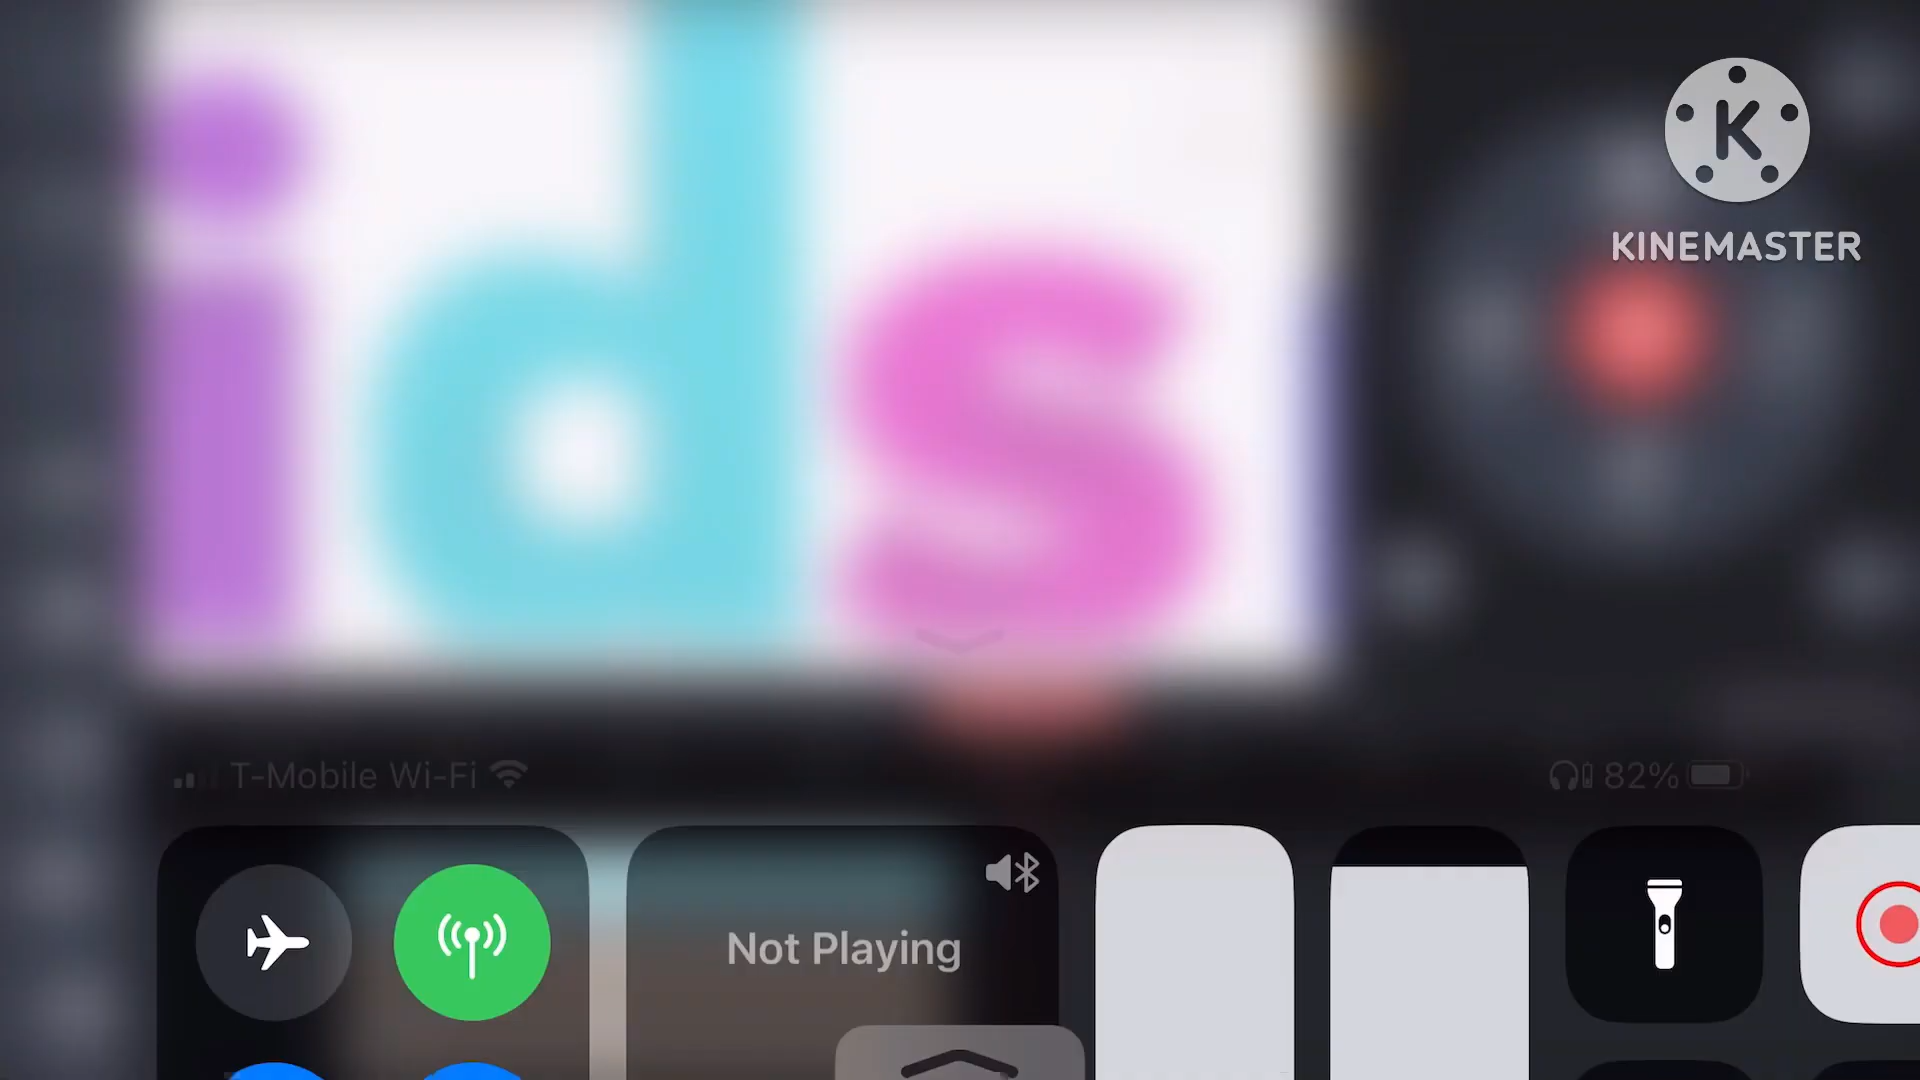 ids
K
KINEMASTER
T-Mobile Wi-Fi
82%
Not Playing